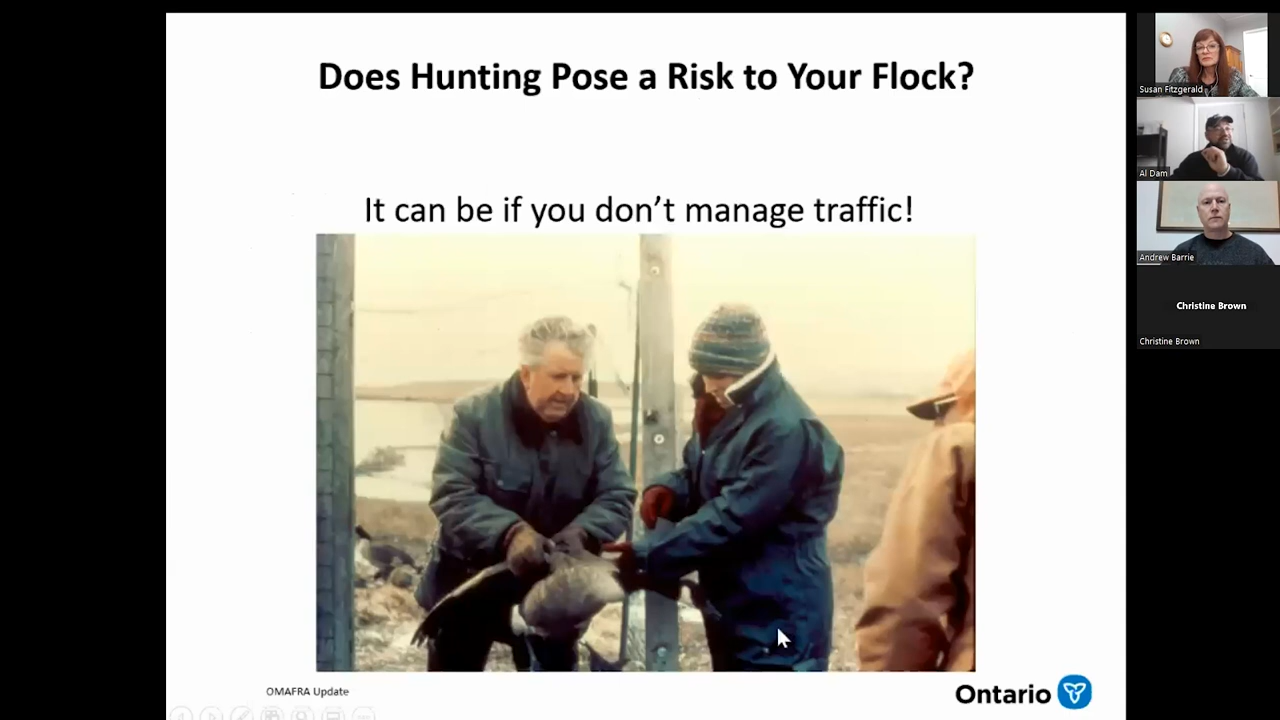 Does Hunting Pose a Risk to Your Flock?
It can be if you don't manage traffic!
OMAFRA Update
Ontario
Susan Fitzgerald
Al Dam
Andrew Barrie
Christine Brown
Christine Brown